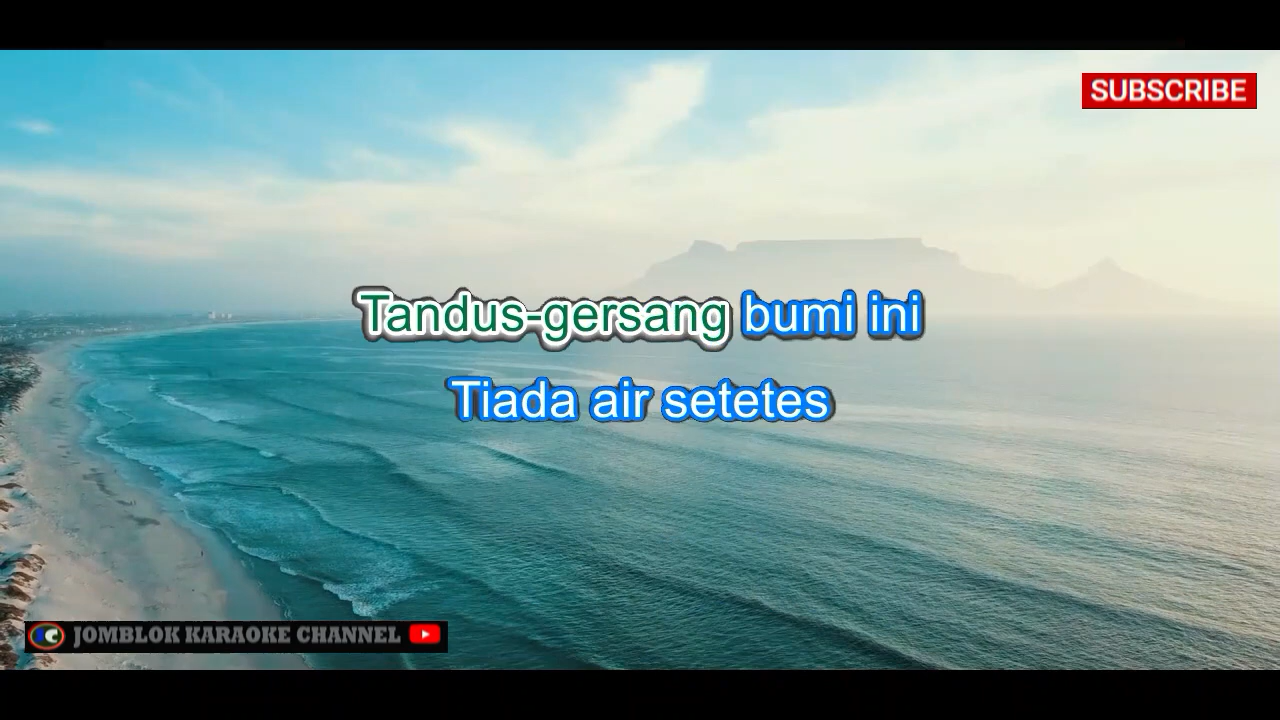 SUBSCRIBE
Tandus-gersang bumi ini
Tiada air setetes
JOMBLOK KARAOKE CHANNEL